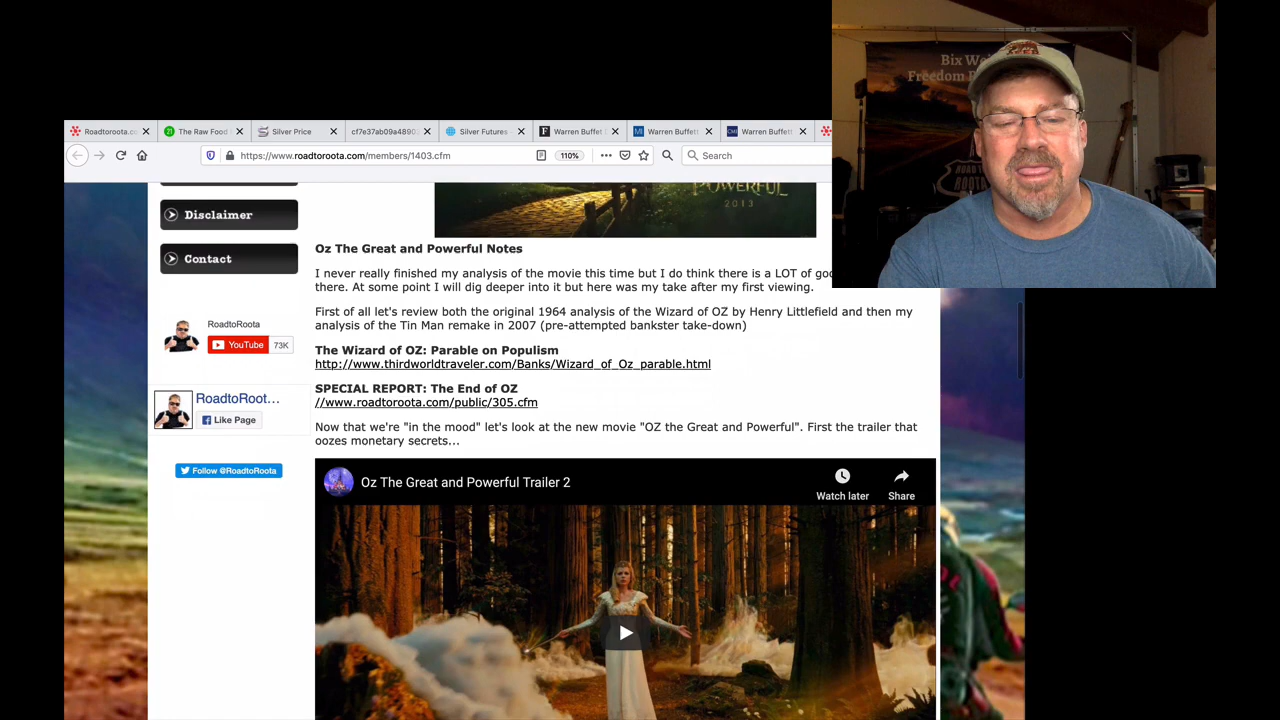 Bix We
Freedom
Roadtoroota.co
The Raw Food
Silver Price
cf7e37ab09a4890
Silver Futures -
Warren Buffet
Warren Buffett
Warren Buffett
https://www.roadtoroota.com/members/1403.cfm
110%
Search
Disclaimer
POWERFUL
2013
Contact
Oz The Great and Powerful Notes
I never really finished my analysis of the movie this time but I do think there is a LOT of goo
there. At some point I will dig deeper into it but here was my take after my first viewing.
First of all let's review both the original 1964 analysis of the Wizard of OZ by Henry Littlefield and then my
analysis of the Tin Man remake in 2007 (pre-attempted bankster take-down)
RoadtoRoota
YouTube 73K
The Wizard of OZ: Parable on Populism
http://www.thirdworldtraveler.com/Banks/Wizard_of_Oz_parable.html
SPECIAL REPORT: The End of OZ
//www.roadtoroota.com/public/305.cfm
RoadtoRoot...
Like Page
Now that we're "in the mood" let's look at the new movie "OZ the Great and Powerful". First the trailer that
oozes monetary secrets...
Follow @RoadtoRoota
Oz The Great and Powerful Trailer 2
Watch later
Share